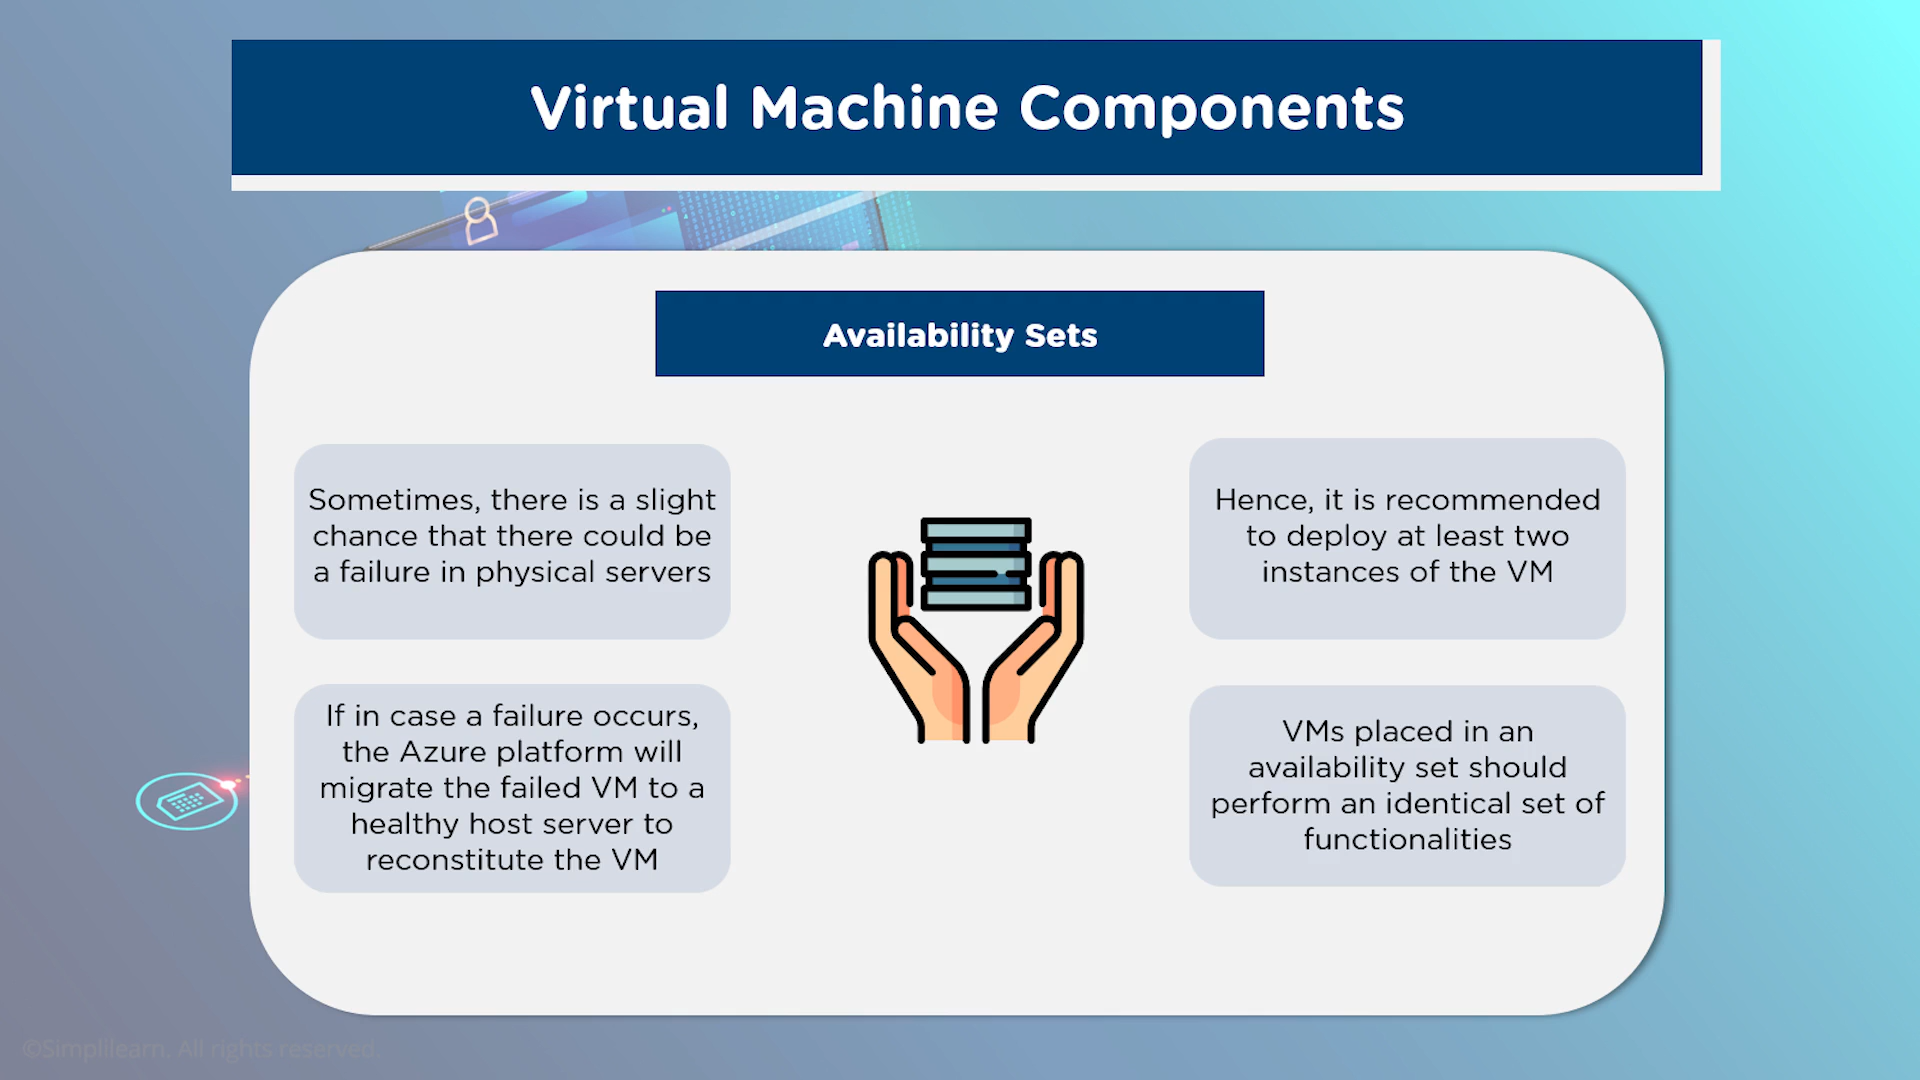 Virtual Machine Components
Availability Sets
Sometimes, there is a slight
chance that there could be
a failure in physical servers
If in case a failure occurs,
the Azure platform will
migrate the failed VM to a
healthy host server to
reconstitute the VM
Hence, it is recommended
to deploy at least two
instances of the VM
VMs placed in an
availability set should
perform an identical set of
functionalities
©Simplilearn. All rights reserved.